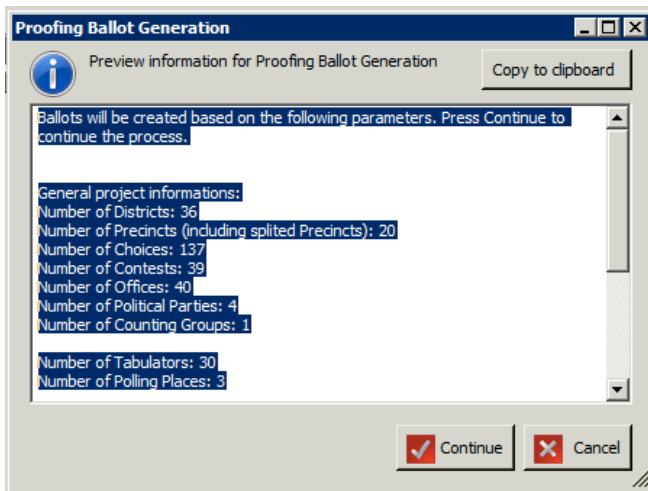 Proofing Ballot Generation
Preview information for Proofing Ballot Generation
Copy to clipboard
Ballots will be created based on the following parameters. Press Continue to
continue the process.
General project informations:
Number of Districts: 36
Number of Precincts (including splited Precincts): 20
Number of Choices: 137
Number of Contests: 39
Number of Offices: 40
Number of Political Parties: 4
Number of Counting Groups: 1
Number of Tabulators: 30
Number of Polling Places: 3
Continue
Cancel